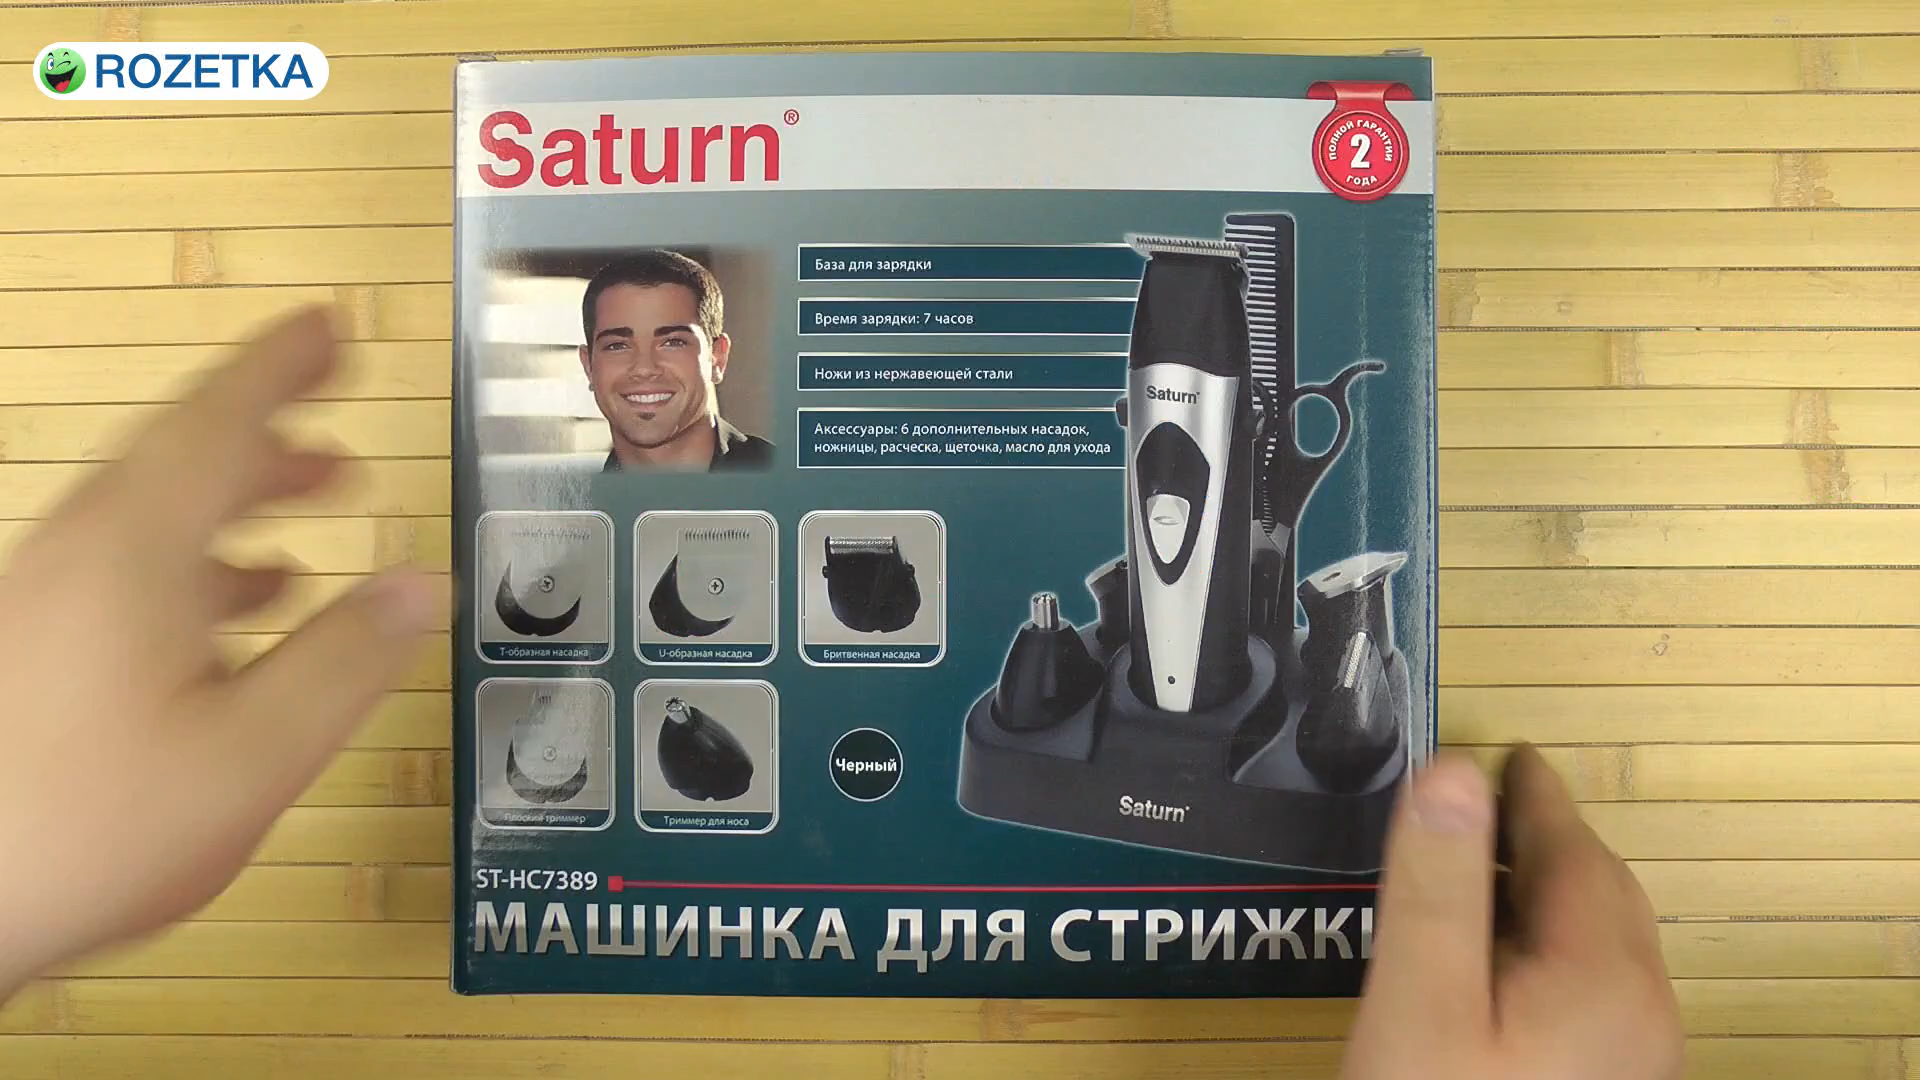 ROZETKA
Saturn®
ПОЛНОЙ ГАРАНТИИ
2
ГОДА
База для зарядки
Время зарядки: 7 часов
Ножи из нержавеющей стали
Аксессуары: 6 дополнительных насадок,
ножницы, расческа, щеточка, масло для ухода
Saturn
Т-образная насадка
U-образная насадка
Бритвенная насадка
Плоский триммер
Триммер для носа
Черный
Saturn
ST-HC7389
МАШИНКА ДЛЯ СТРИЖКИ